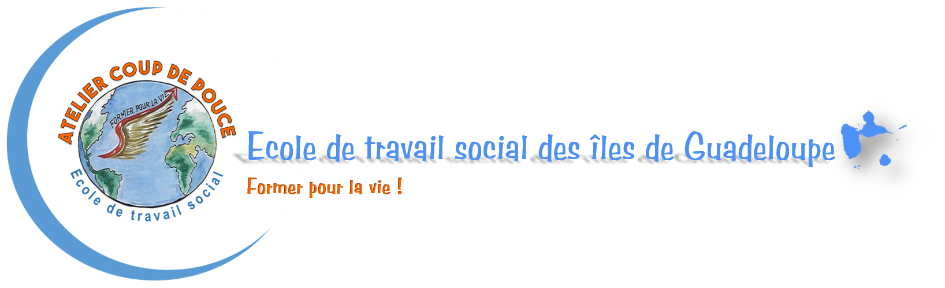 ATELIER COUP DE POUCE
FORMER POUR LA VIE
Ecole de travail social
Ecole de travail social des îles de Guadeloupe
Former pour la vie !